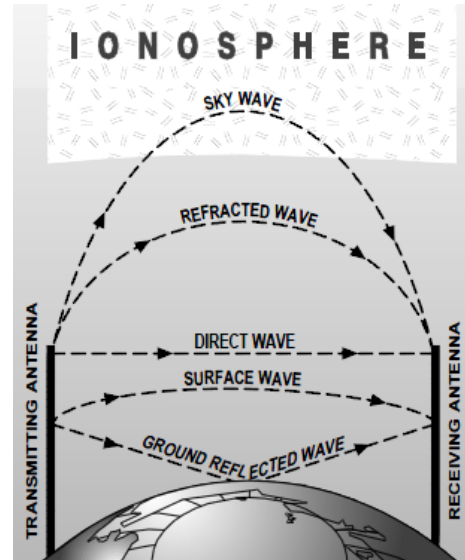 IONOSPHERE
SKY WAVE
REFRACTED WAVE
DIRECT WAVE
SURFACE WAVE
GROUND REFLECTED WAVE
TRANSMITTING ANTENNA
RECEIVING ANTENNA